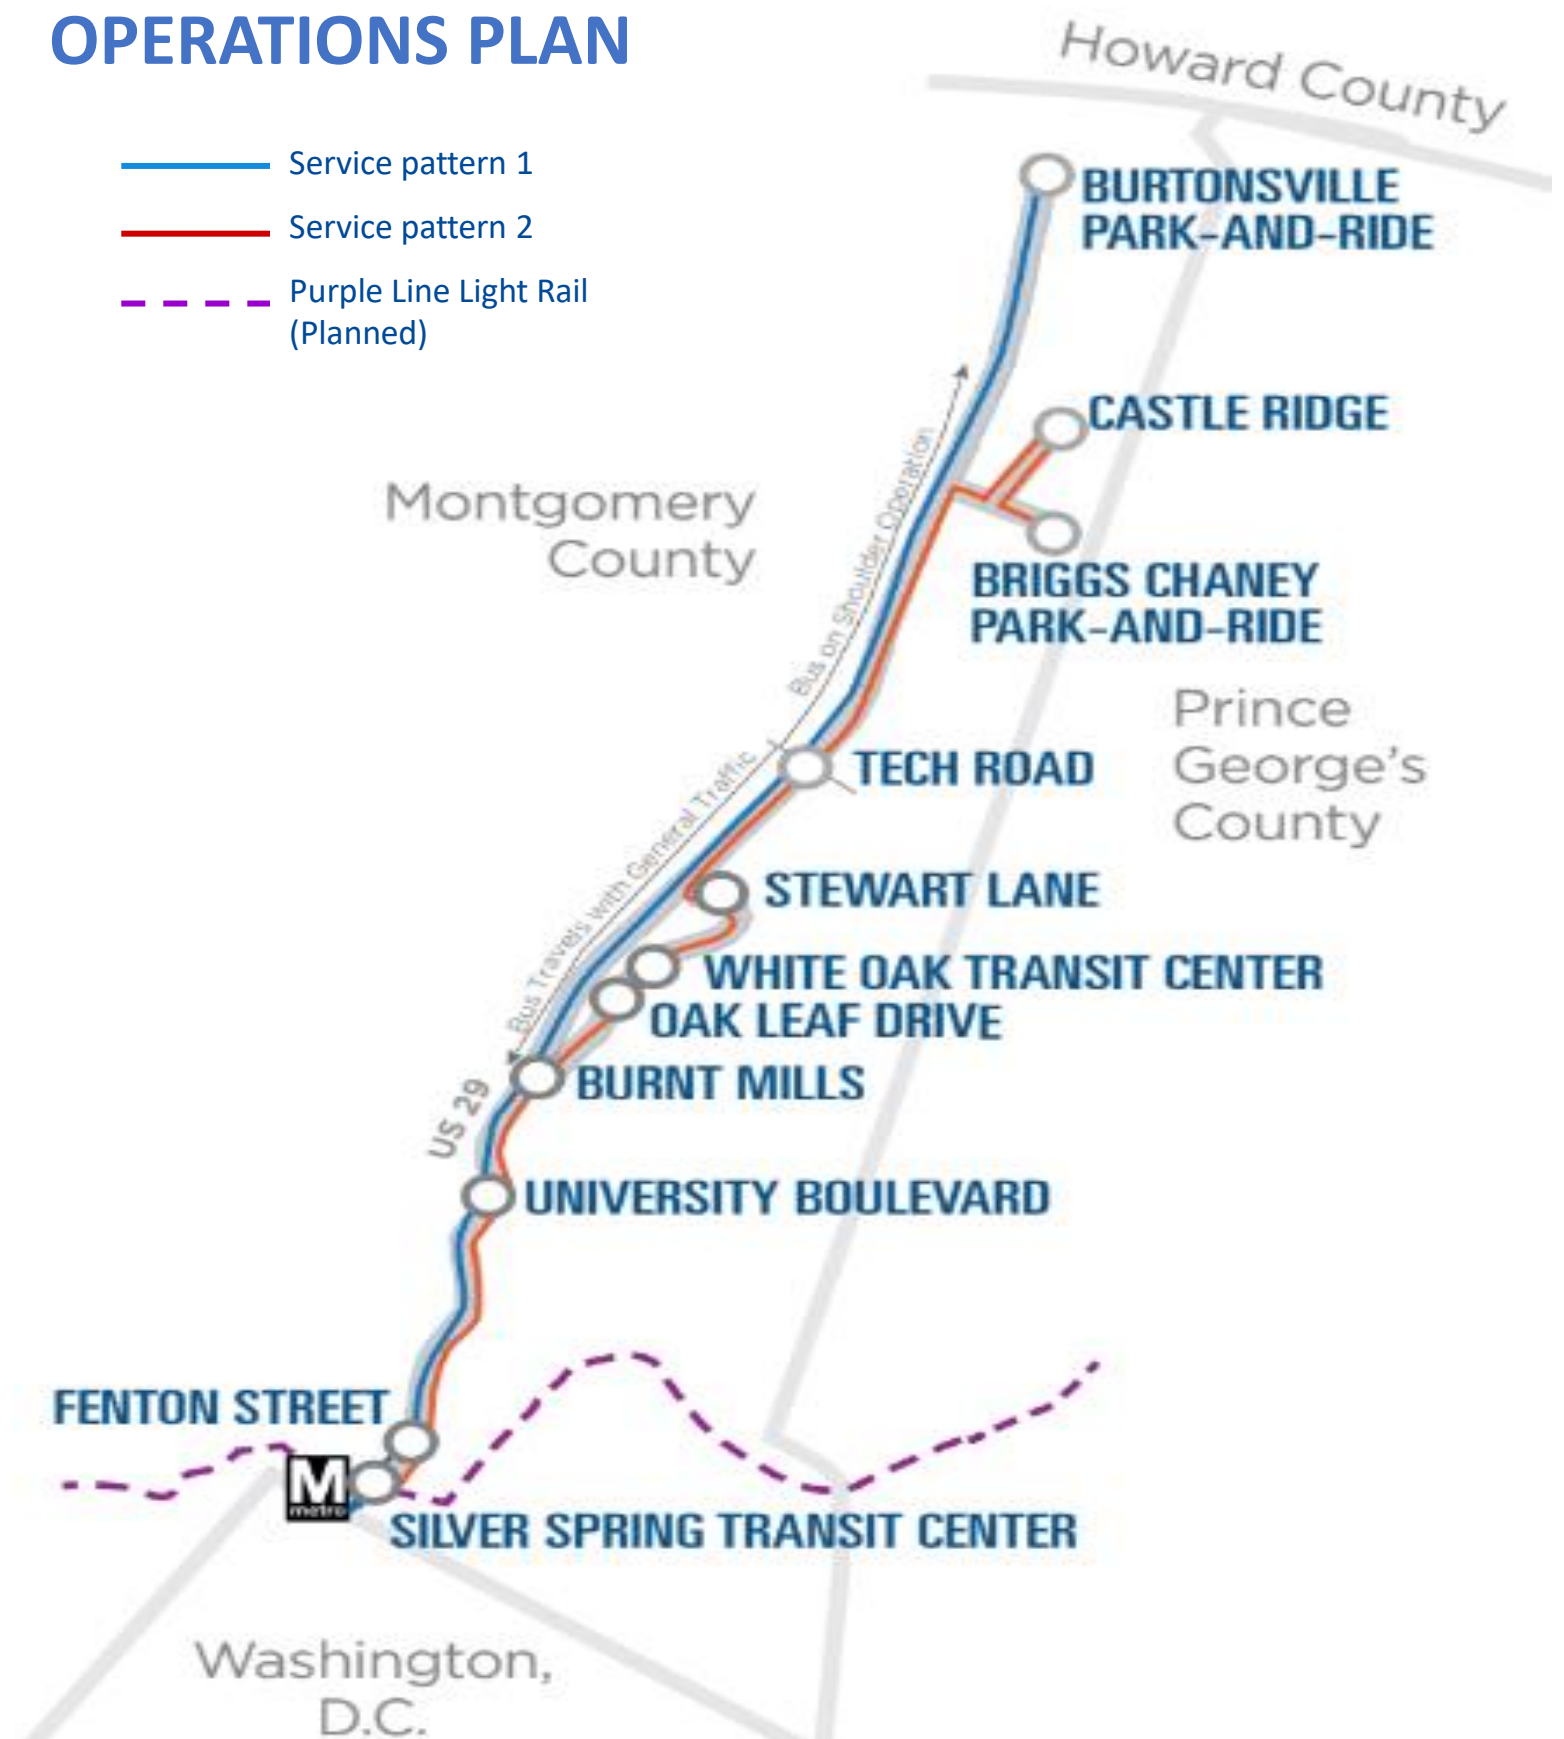 OPERATIONS PLAN
Service pattern 1
Service pattern 2
Purple Line Light Rail
(Planned)
Howard County
BURTONSVILLE
PARK-AND-RIDE
CASTLE RIDGE
Bus on Shoulder Operation
Montgomery
County
BRIGGS CHANEY
PARK-AND-RIDE
Prince
George's
County
TECH ROAD
Bus Travels with General Traffic
STEWART LANE
WHITE OAK TRANSIT CENTER
OAK LEAF DRIVE
BURNT MILLS
US 29
UNIVERSITY BOULEVARD
FENTON STREET
M
metro
SILVER SPRING TRANSIT CENTER
Washington,
D.C.